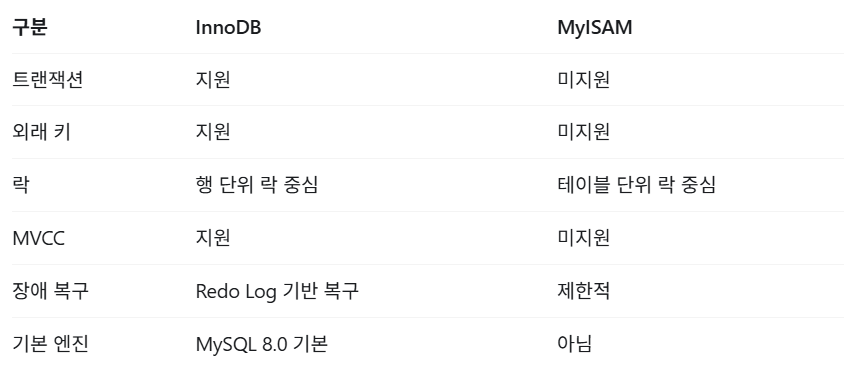 구분 InnoDB MyISAM
트랜잭션 지원 미지원
외래 키 지원 미지원
락 행 단위 락 중심 테이블 단위 락 중심
MVCC 지원 미지원
장애 복구 Redo Log 기반 복구 제한적
기본 엔진 MySQL 8.0 기본 아님